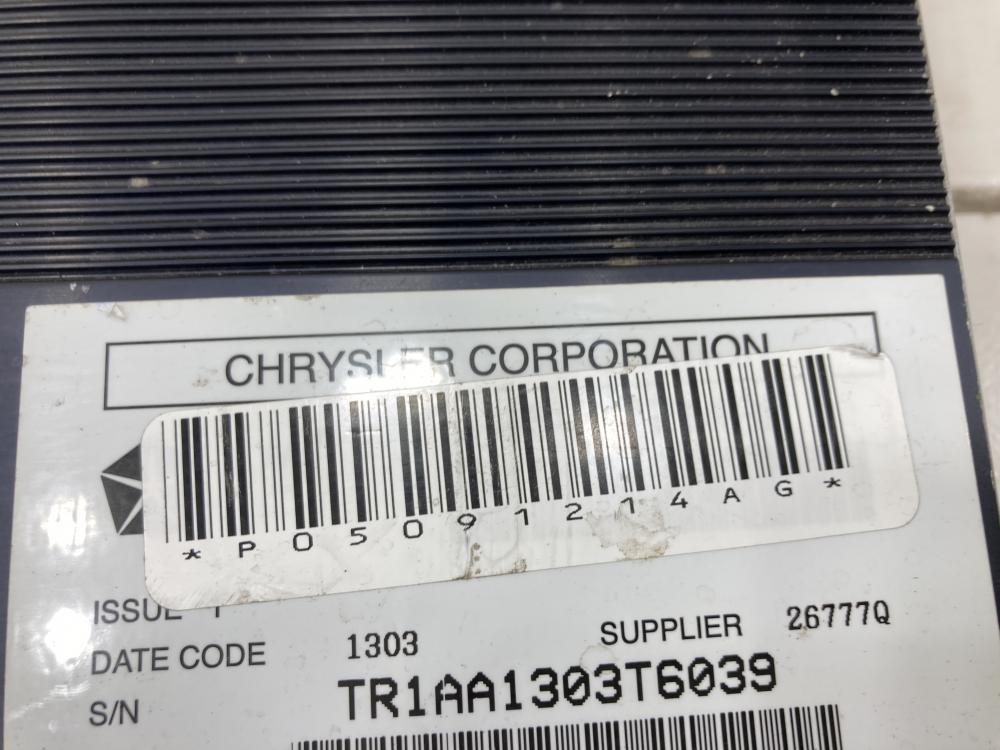 CHRYSLER CORPORATION
*P05091214AG*
ISSUE
DATE CODE 1303 SUPPLIER 26777Q
S/N TR1AA1303T6039